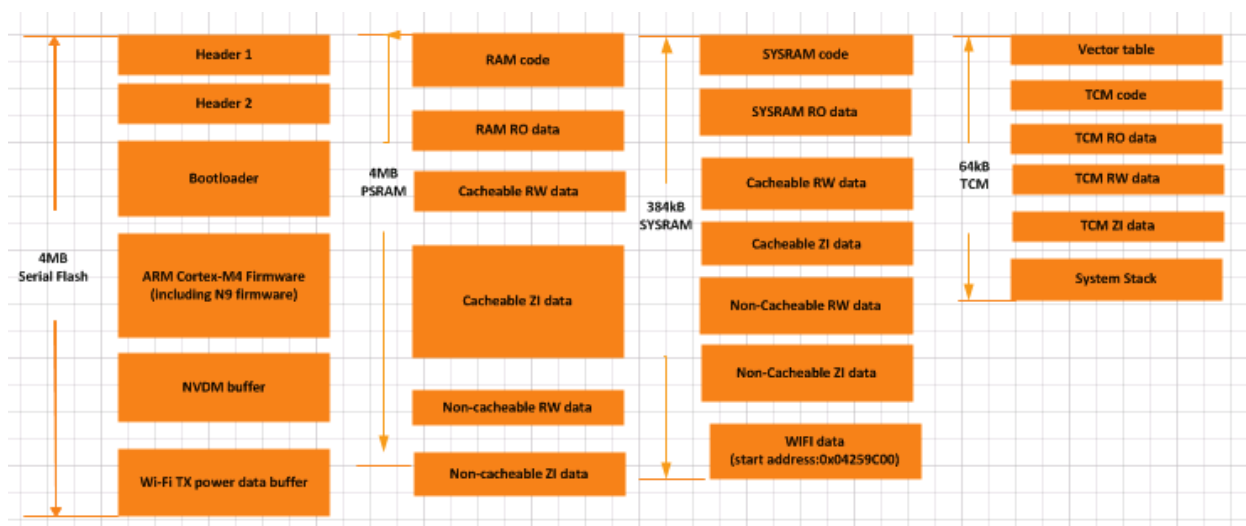 4MB
Serial Flash
Header 1
Header 2
Bootloader
ARM Cortex-M4 Firmware
(including N9 firmware)
NVDM buffer
Wi-Fi TX power data buffer
4MB
PSRAM
RAM code
RAM RO data
Cacheable RW data
Cacheable ZI data
Non-cacheable RW data
Non-cacheable ZI data
384kB
SYSRAM
SYSRAM code
SYSRAM RO data
Cacheable RW data
Cacheable ZI data
Non-Cacheable RW data
Non-Cacheable ZI data
WIFI data
(start address:0x04259C00)
64kB
TCM
Vector table
TCM code
TCM RO data
TCM RW data
TCM ZI data
System Stack